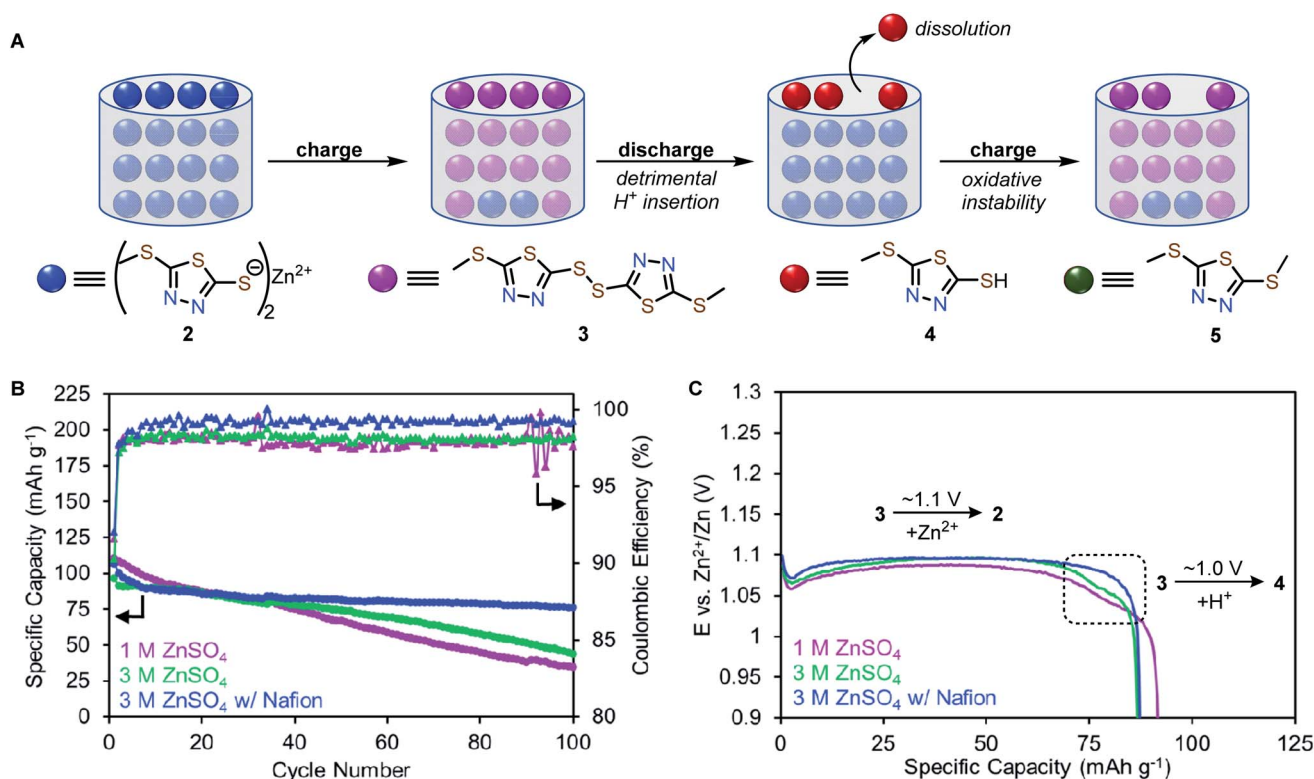 A
dissolution
charge
discharge
detrimental
H⁺ insertion
charge
oxidative
instability
S S S⊖ N N 2 Zn²⁺
2
S S N N S S N N S S
3
S S SH N N
4
S S S N N
5
B
Specific Capacity (mAh g⁻¹)
225
200
175
150
125
100
75
50
25
0
1 M ZnSO₄
3 M ZnSO₄
3 M ZnSO₄ w/ Nafion
0 20 40 60 80 100
Cycle Number
100
95
90
85
80
Coulombic Efficiency (%)
C
E vs. Zn²⁺/Zn (V)
1.3
1.25
1.2
1.15
1.1
1.05
1
0.95
0.9
3 ~1.1 V 2
+Zn²⁺
3 ~1.0 V 4
+H⁺
1 M ZnSO₄
3 M ZnSO₄
3 M ZnSO₄ w/ Nafion
0 25 50 75 100 125
Specific Capacity (mAh g⁻¹)